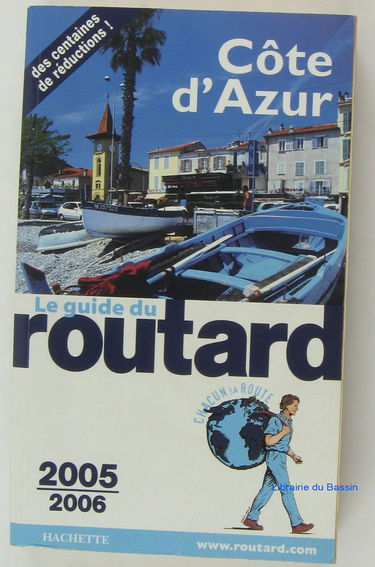 des centaines
de réductions !
Côte
d'Azur
Le guide du
routard
CHACUN SA ROUTE
2005
2006
Librairie du Bassin
HACHETTE
www.routard.com